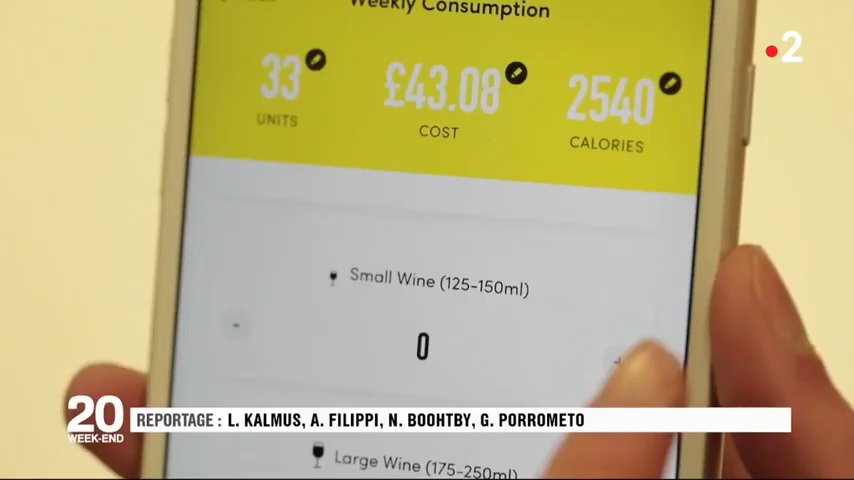 Weekly Consumption
2
33
£43.08
2540
UNITS
COST
CALORIES
Small Wine (125-150ml)
-
0
+
20
WEEK-END
REPORTAGE : L. KALMUS, A. FILIPPI, N. BOOHTBY, G. PORROMETO
Large Wine (175-250ml)